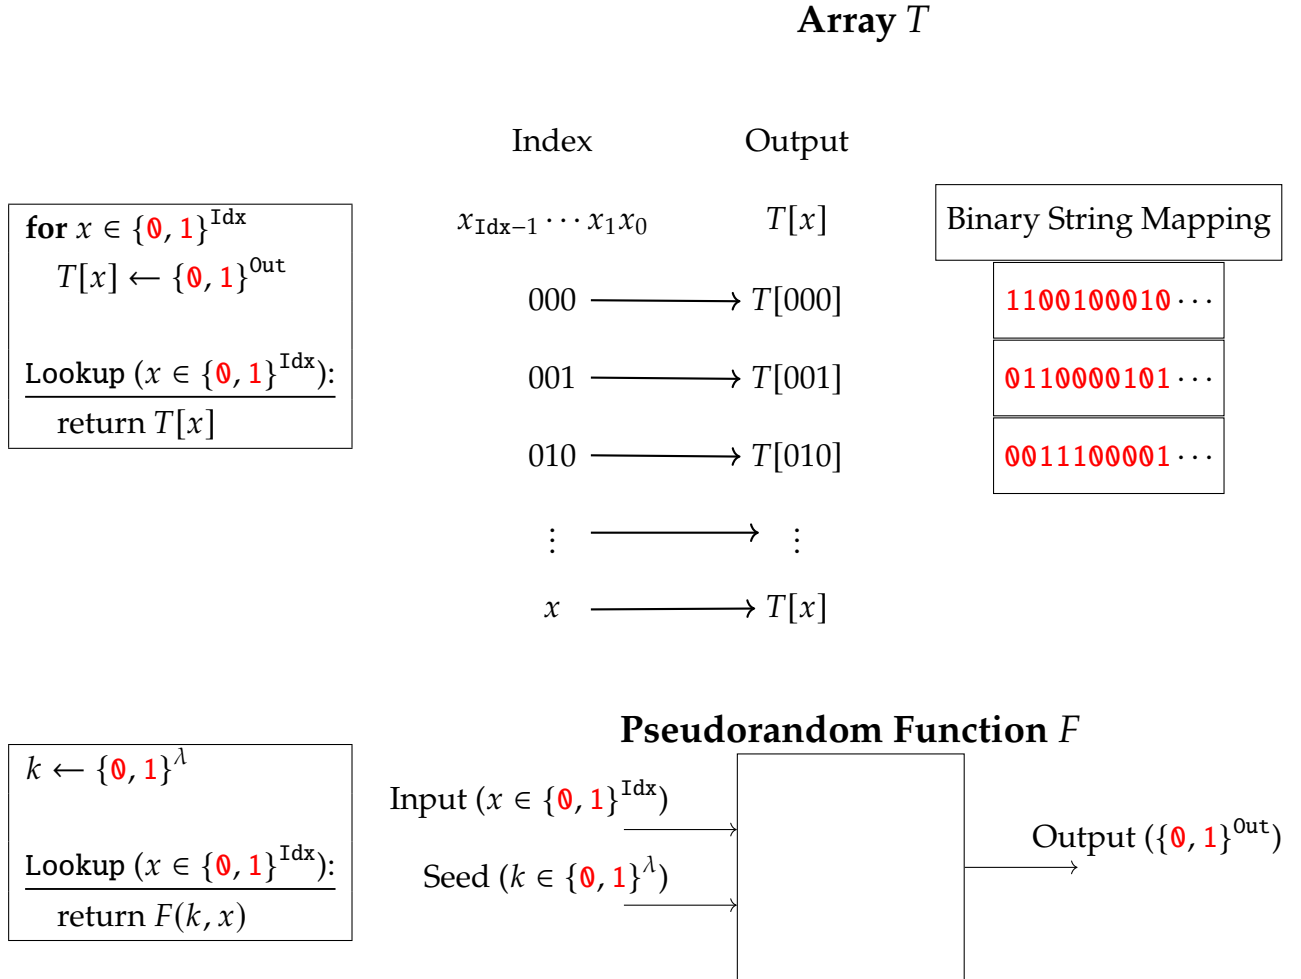 Array T
Index Output
for x ∈ {0, 1}^Idx
T[x] ← {0, 1}^Out
Lookup (x ∈ {0, 1}^Idx):
return T[x]
x_Idx−1 ⋯ x_1 x_0 T[x] Binary String Mapping
000 T[000] 1100100010 ⋯
001 T[001] 0110000101 ⋯
010 T[010] 0011100001 ⋯
⋮ ⋮
x T[x]
Pseudorandom Function F
k ← {0, 1}^λ
Lookup (x ∈ {0, 1}^Idx):
return F(k, x)
Input (x ∈ {0, 1}^Idx)
Seed (k ∈ {0, 1}^λ)
Output ({0, 1}^Out)